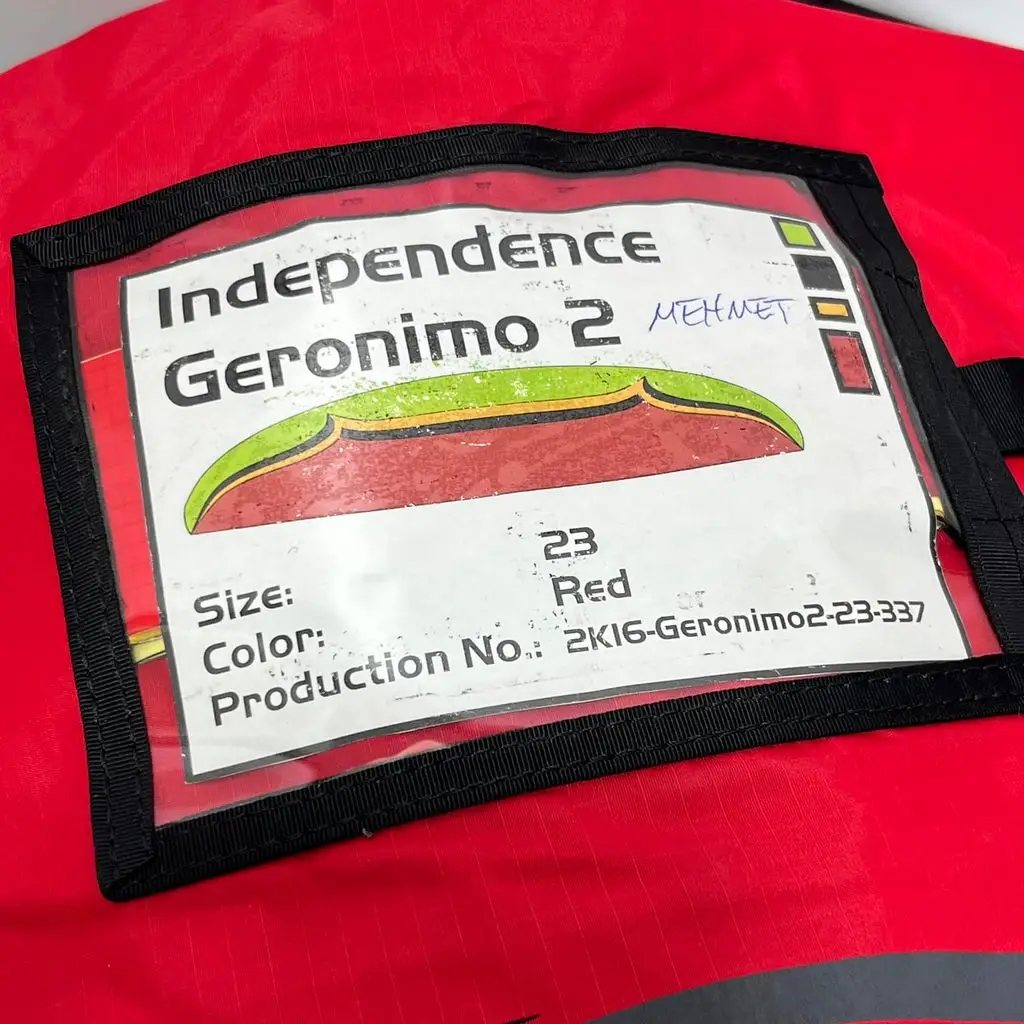 Independence
Geronimo 2 MEHMET
Size: 23
Color: Red
Production No.: 2K16-Geronimo2-23-337